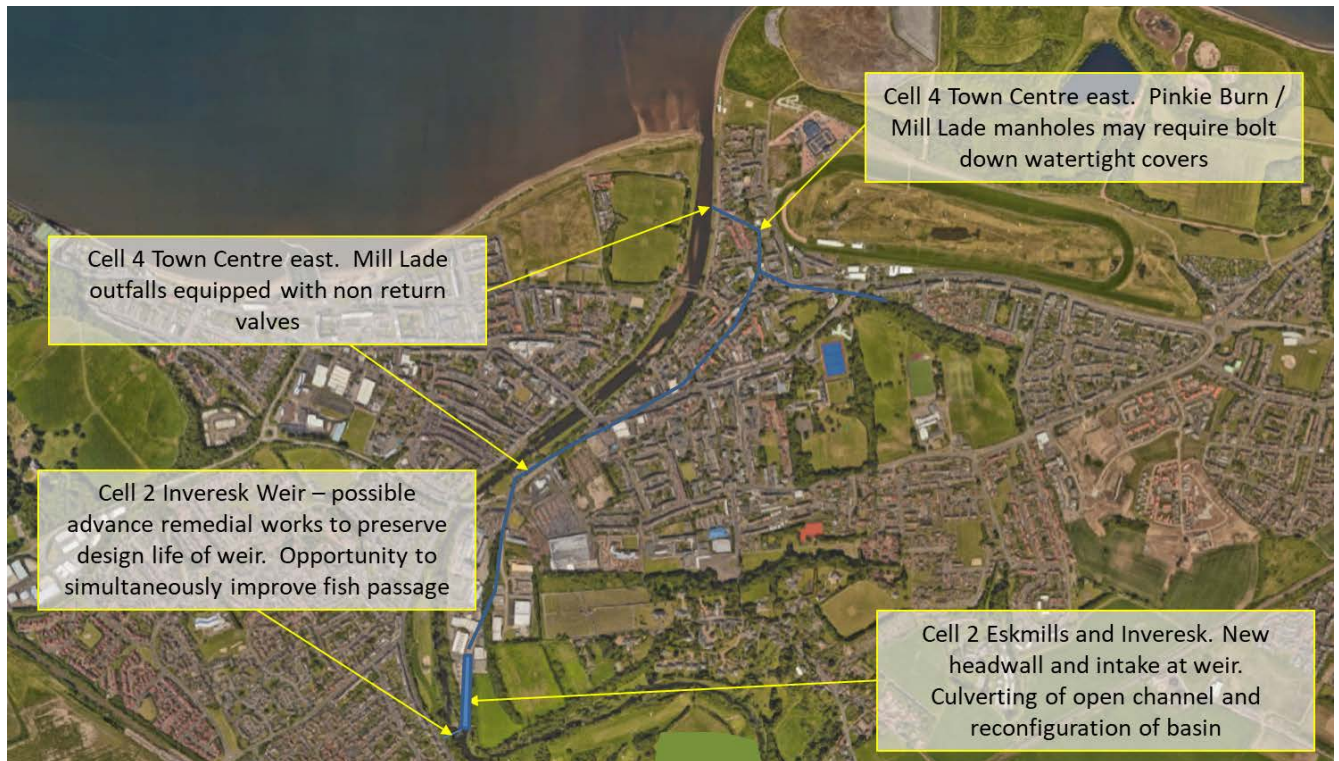 Cell 4 Town Centre east.  Pinkie Burn /
Mill Lade manholes may require bolt
down watertight covers
Cell 4 Town Centre east.  Mill Lade
outfalls equipped with non return
valves
Cell 2 Inveresk Weir – possible
advance remedial works to preserve
design life of weir.  Opportunity to
simultaneously improve fish passage
Cell 2 Eskmills and Inveresk. New
headwall and intake at weir.
Culverting of open channel and
reconfiguration of basin